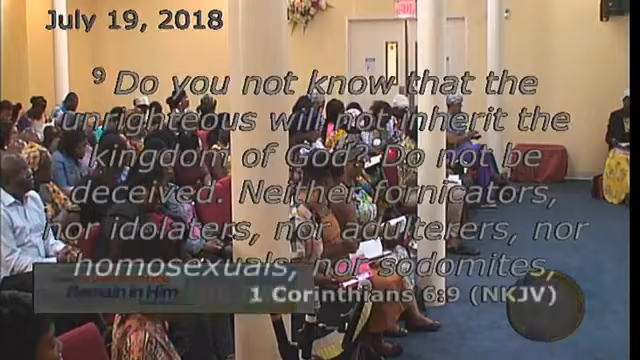 July 19, 2018
9 Do you not know that the
unrighteous will not inherit the
kingdom of God? Do not be
deceived. Neither fornicators,
nor idolaters, nor adulterers, nor
homosexuals, nor sodomites,
Remain in Him
1 Corinthians 6:9 (NKJV)
EXIT